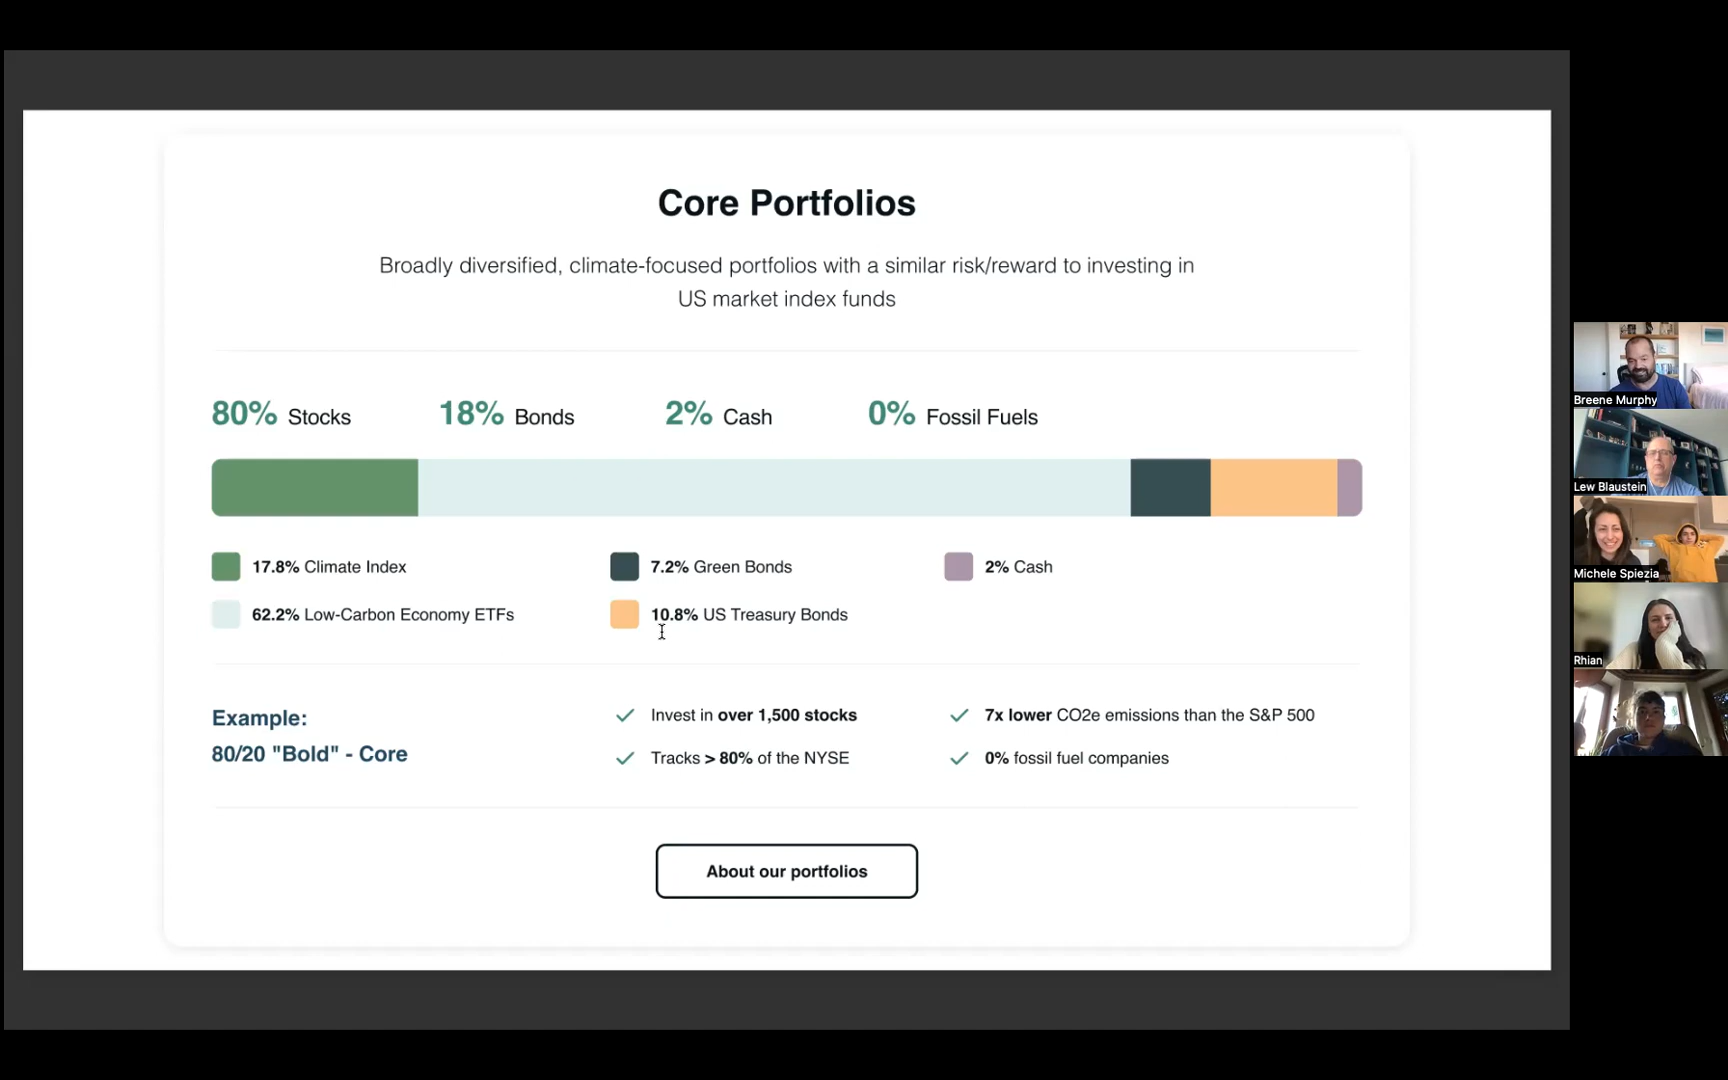 Core Portfolios
Broadly diversified, climate-focused portfolios with a similar risk/reward to investing in
US market index funds
80% Stocks
18% Bonds
2% Cash
0% Fossil Fuels
17.8% Climate Index
7.2% Green Bonds
2% Cash
62.2% Low-Carbon Economy ETFs
10.8% US Treasury Bonds
Example:
80/20 "Bold" - Core
Invest in over 1,500 stocks
7x lower CO2e emissions than the S&P 500
Tracks > 80% of the NYSE
0% fossil fuel companies
About our portfolios
Breene Murphy
Lew Blaustein
Michele Spiezia
Rhian